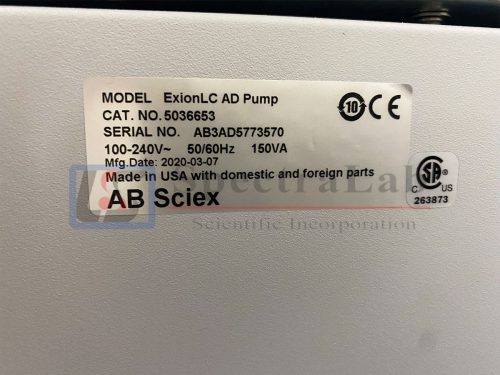 MODEL ExionLC AD Pump
CAT. NO. 5036653
SERIAL NO. AB3AD5773570
100-240V~ 50/60Hz 150VA
Mfg.Date: 2020-03-07
Made in USA with domestic and foreign parts
AB Sciex
10 CE
SA
C US
263873
SpectraLab
Scientific Incorporation